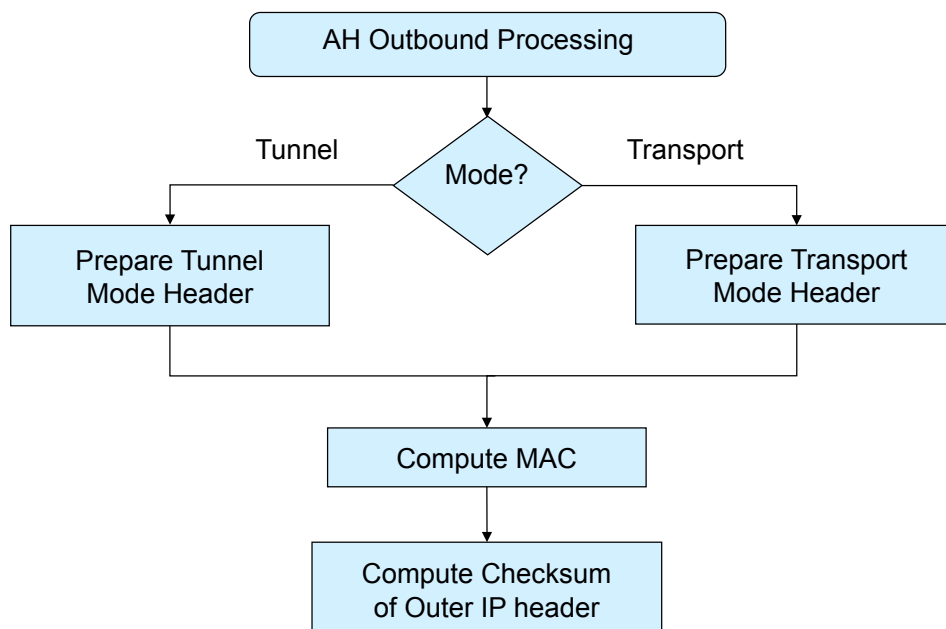 AH Outbound Processing
Tunnel
Mode?
Transport
Prepare Tunnel
Mode Header
Prepare Transport
Mode Header
Compute MAC
Compute Checksum
of Outer IP header